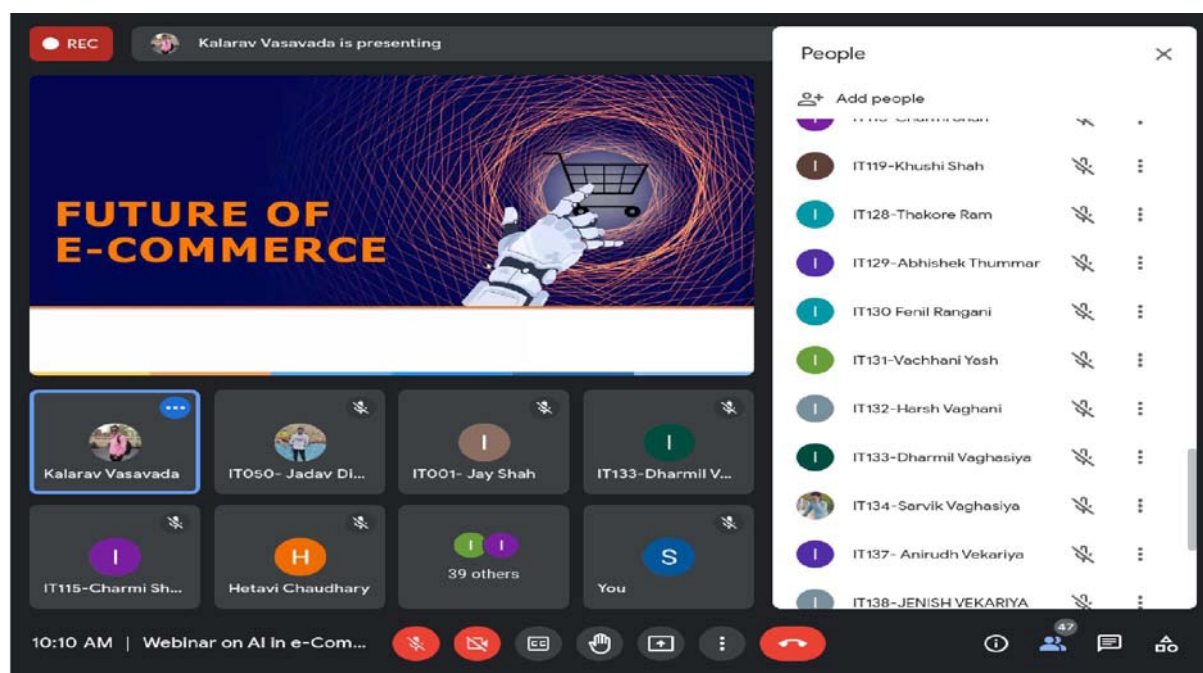 REC
Kalarav Vasavada is presenting
FUTURE OF
E-COMMERCE
Kalarav Vasavada
IT050- Jadav Di...
IT001- Jay Shah
IT133-Dharmil V...
I
I
I
IT115-Charmi Sh...
H
Hetavi Chaudhary
I I
39 others
S
You
People
Add people
I
I IT119-Khushi Shah
I IT128-Thakore Ram
I IT129-Abhishek Thummar
I IT130 Fenil Rangani
I IT131-Vachhani Yash
I IT132-Harsh Vaghani
I IT133-Dharmil Vaghasiya
IT134-Sarvik Vaghasiya
I IT137- Anirudh Vekariya
I IT138-JENISH VEKARIYA
10:10 AM | Webinar on AI in e-Com...
CC
47